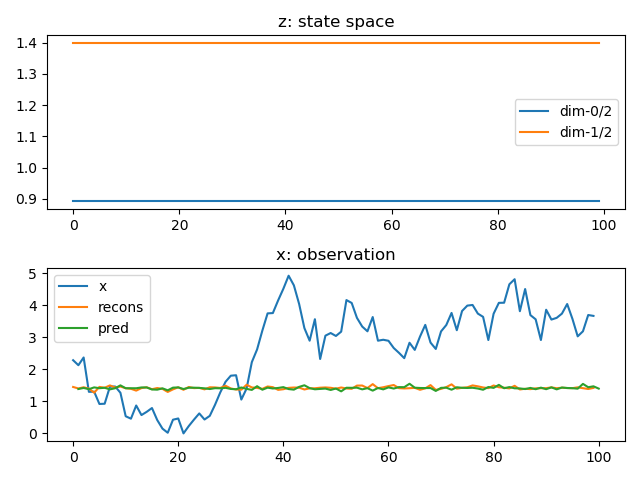 z: state space
1.4
1.3
1.2
1.1
1.0
0.9
dim-0/2
dim-1/2
0 20 40 60 80 100
x: observation
5
4
3
2
1
0
x
recons
pred
0 20 40 60 80 100